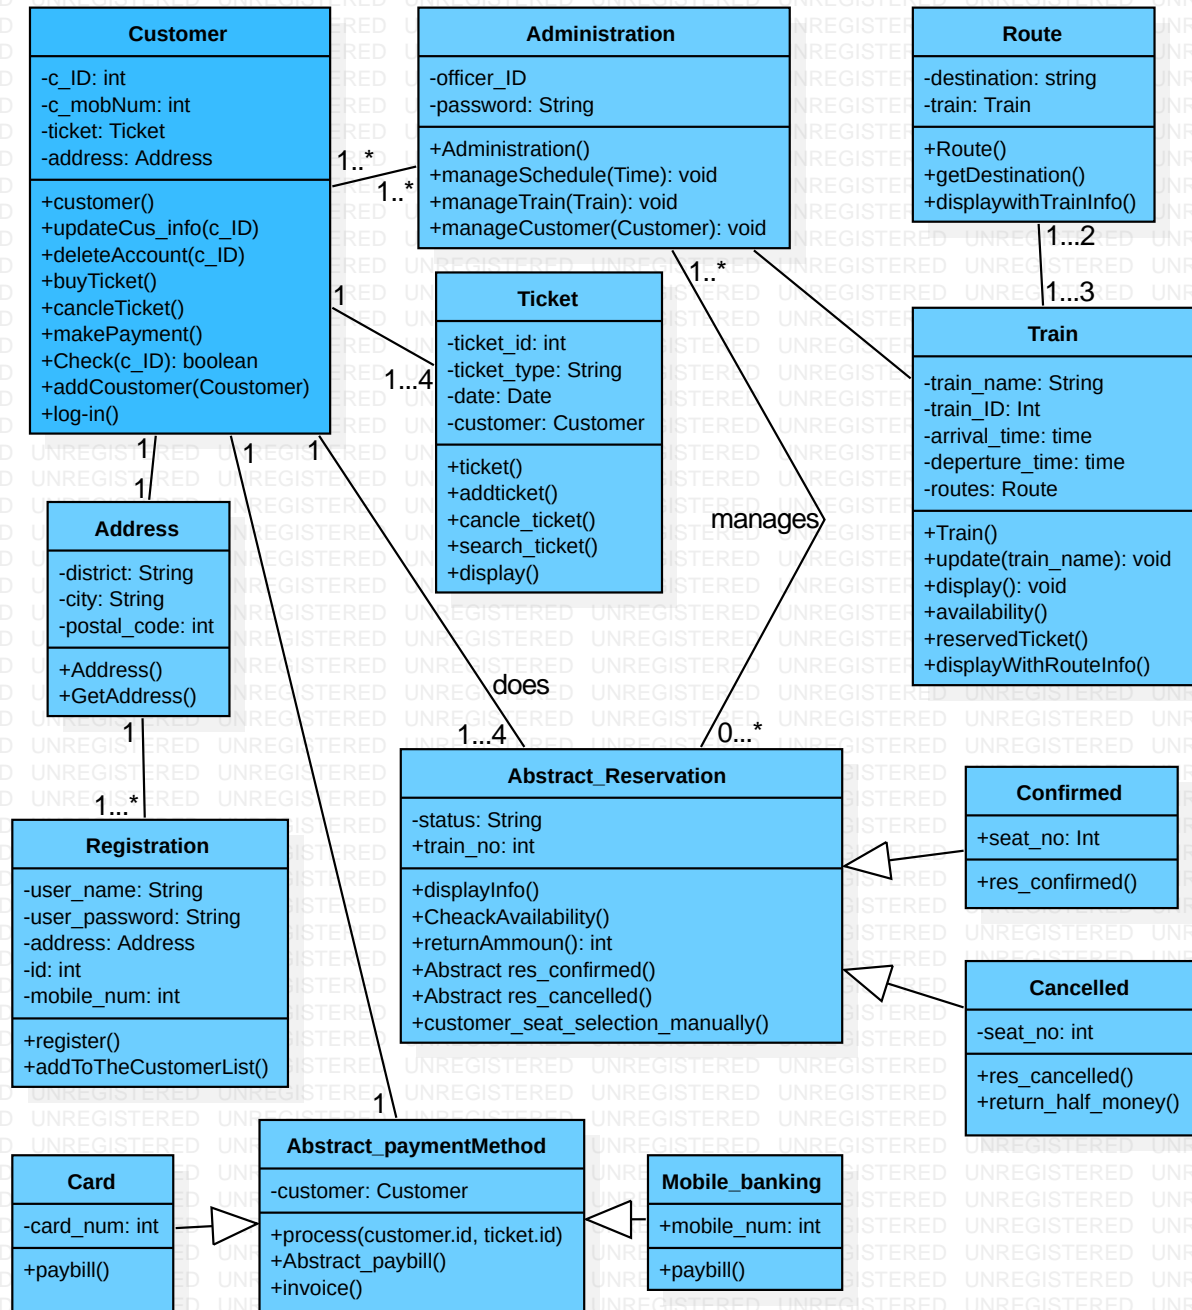 Customer
-c_ID: int
-c_mobNum: int
-ticket: Ticket
-address: Address
+customer()
+updateCus_info(c_ID)
+deleteAccount(c_ID)
+buyTicket()
+cancleTicket()
+makePayment()
+Check(c_ID): boolean
+addCoustomer(Coustomer)
+log-in()
1..*
1..*
Administration
-officer_ID
-password: String
+Administration()
+manageSchedule(Time): void
+manageTrain(Train): void
+manageCustomer(Customer): void
Route
-destination: string
-train: Train
+Route()
+getDestination()
+displaywithTrainInfo()
1...2
1...3
1
1...4
Ticket
-ticket_id: int
-ticket_type: String
-date: Date
-customer: Customer
+ticket()
+addticket()
+cancle_ticket()
+search_ticket()
+display()
1..*
manages
0...*
Train
-train_name: String
-train_ID: Int
-arrival_time: time
-deperture_time: time
-routes: Route
+Train()
+update(train_name): void
+display(): void
+availability()
+reservedTicket()
+displayWithRouteInfo()
1
1
1
1
Address
-district: String
-city: String
-postal_code: int
+Address()
+GetAddress()
1
1...*
does
1...4
Abstract_Reservation
-status: String
+train_no: int
+displayInfo()
+CheackAvailability()
+returnAmmoun(): int
+Abstract res_confirmed()
+Abstract res_cancelled()
+customer_seat_selection_manually()
Confirmed
+seat_no: Int
+res_confirmed()
Cancelled
-seat_no: int
+res_cancelled()
+return_half_money()
Registration
-user_name: String
-user_password: String
-address: Address
-id: int
-mobile_num: int
+register()
+addToTheCustomerList()
1
Card
-card_num: int
+paybill()
Abstract_paymentMethod
-customer: Customer
+process(customer.id, ticket.id)
+Abstract_paybill()
+invoice()
Mobile_banking
+mobile_num: int
+paybill()
UNREGISTERED